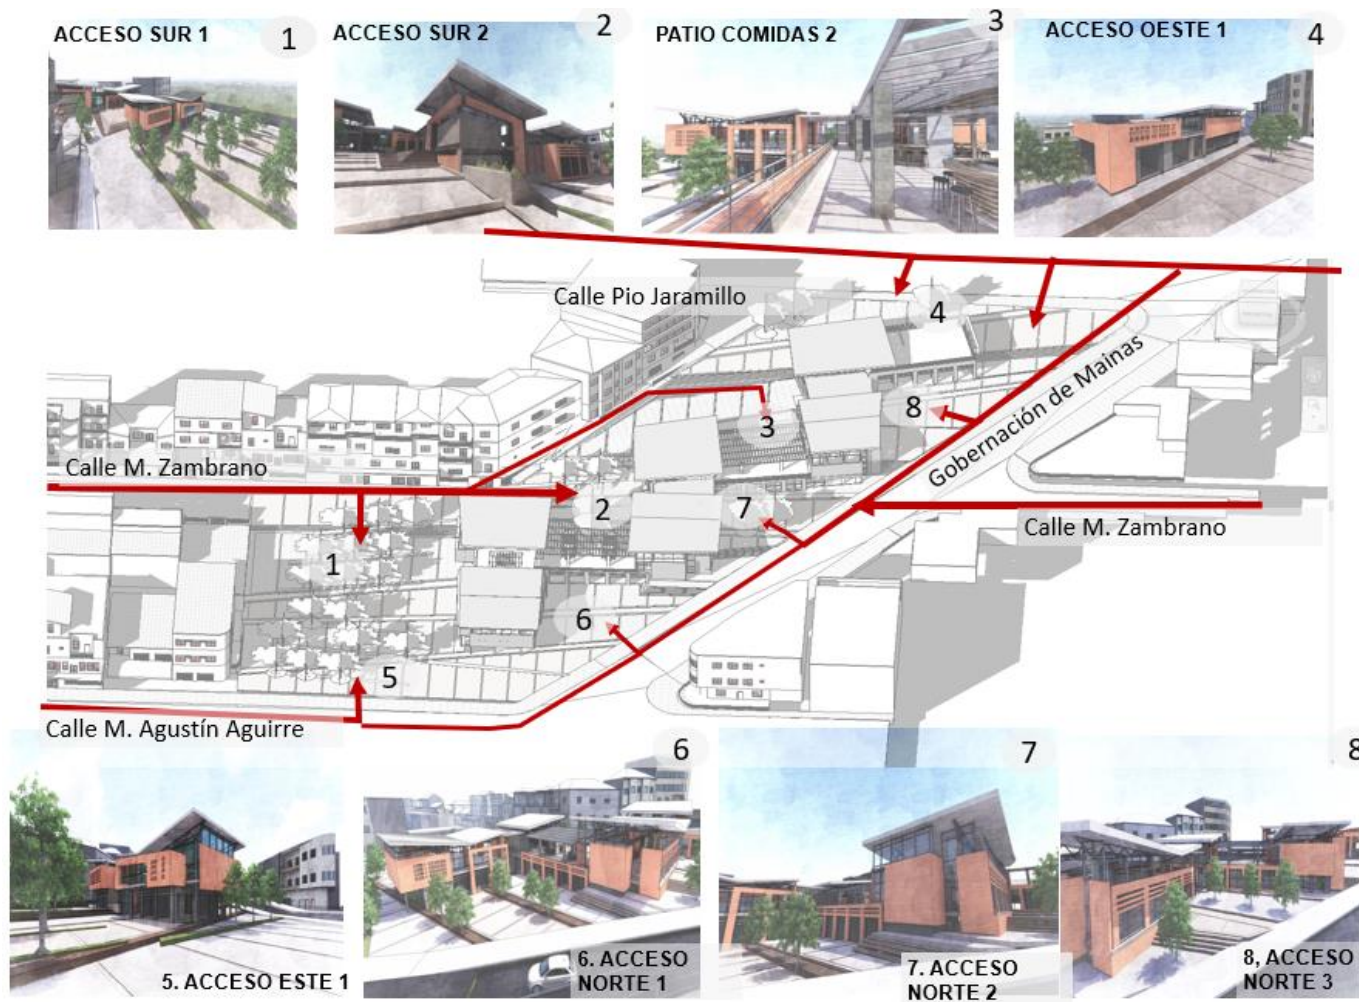 ACCESO SUR 1
1
ACCESO SUR 2
2
PATIO COMIDAS 2
3
ACCESO OESTE 1
4
Calle Pio Jaramillo
4
Gobernación de Mainas
8
3
Calle M. Zambrano
2
7
Calle M. Zambrano
1
6
5
Calle M. Agustín Aguirre
5. ACCESO ESTE 1
6
6. ACCESO
NORTE 1
7
7. ACCESO
NORTE 2
8
8, ACCESO
NORTE 3